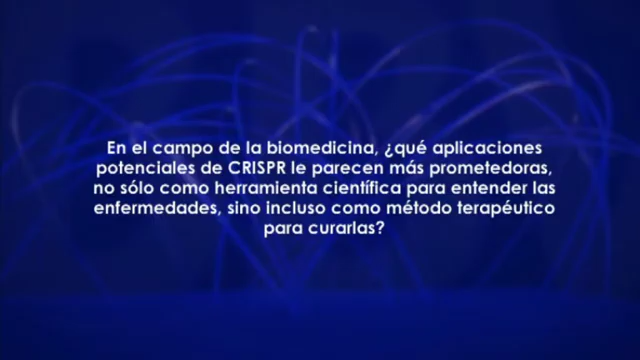 En el campo de la biomedicina, ¿qué aplicaciones
potenciales de CRISPR le parecen más prometedoras,
no sólo como herramienta científica para entender las
enfermedades, sino incluso como método terapéutico
para curarlas?